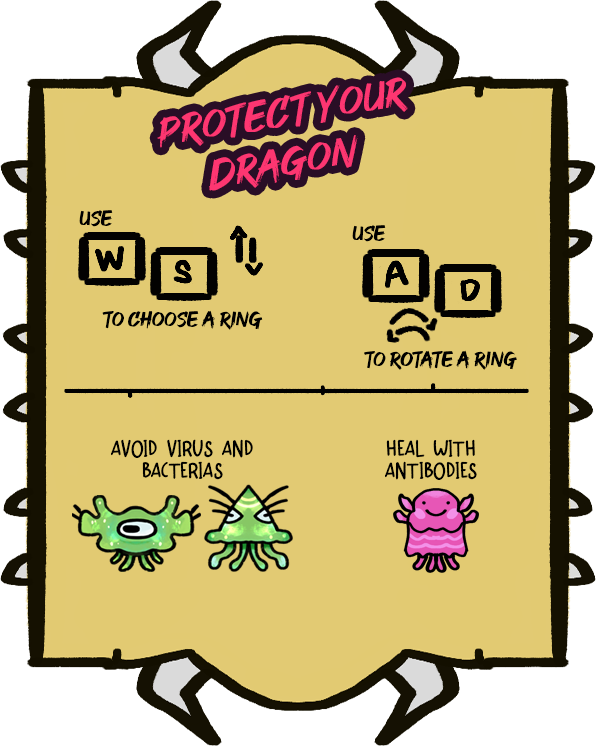 PROTECT YOUR
DRAGON
USE
W S
TO CHOOSE A RING
USE
A D
TO ROTATE A RING
AVOID VIRUS AND
BACTERIAS
HEAL WITH
ANTIBODIES